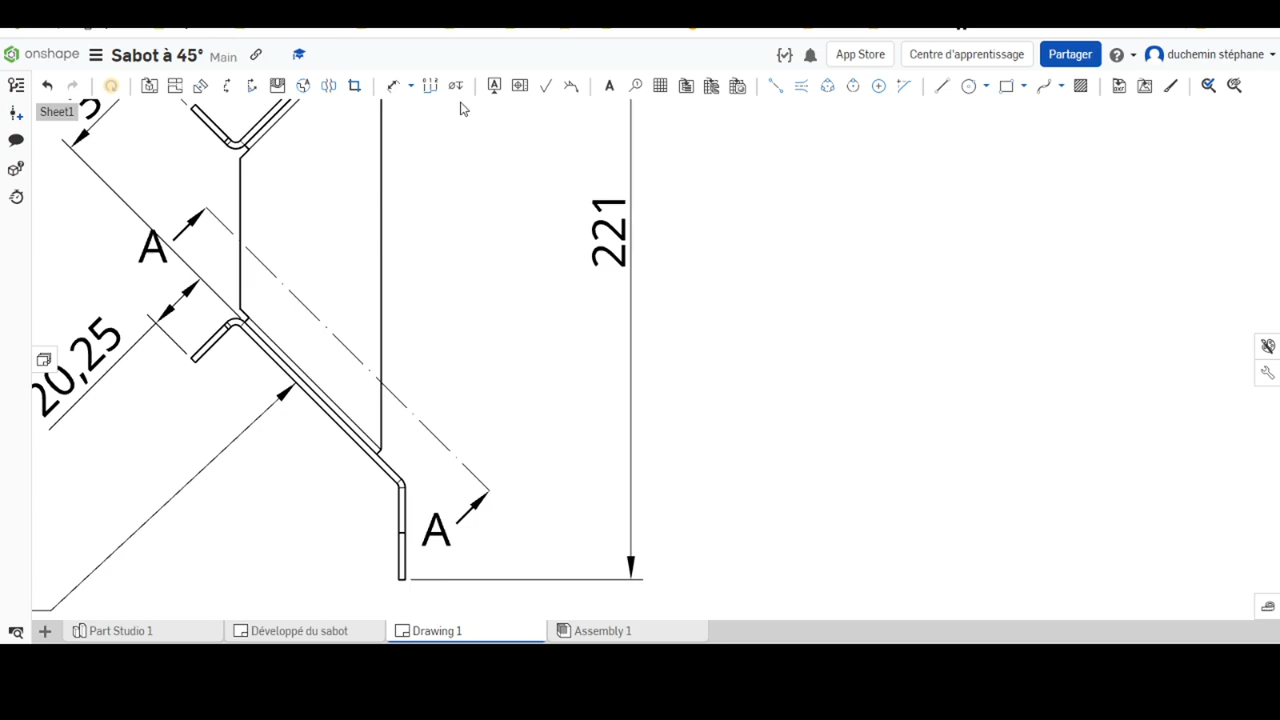 onshape Sabot à 45° Main App Store Centre d'apprentissage Partager duchemin stéphane
Sheet1
A
221
20,25
A
Part Studio 1 Développé du sabot Drawing 1 Assembly 1